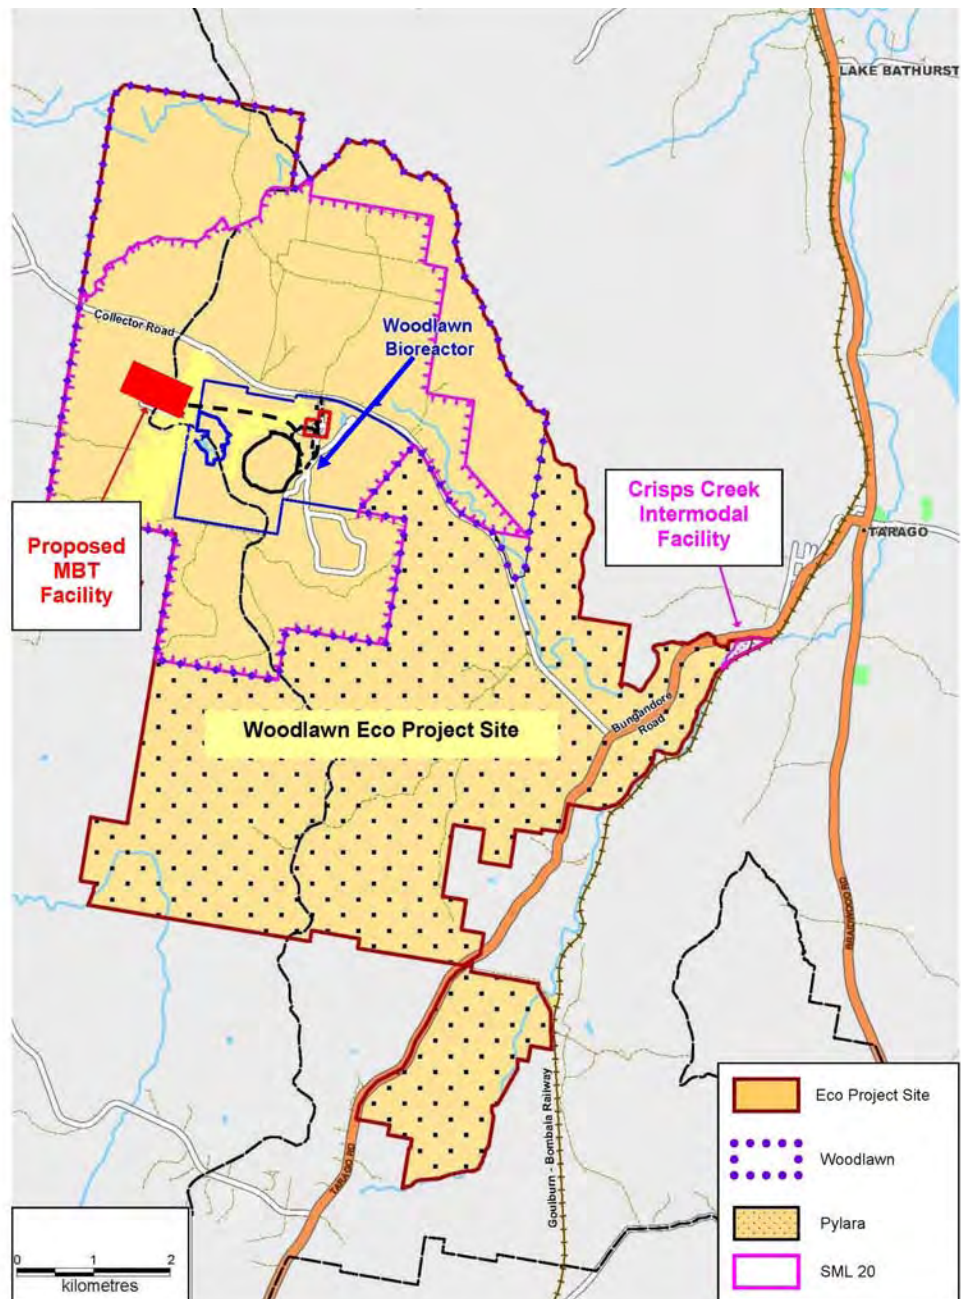 LAKE BATHURST
Collector Road
Woodlawn
Bioreactor
Crisps Creek
Intermodal
Facility
TARAGO
Proposed
MBT
Facility
Bungandore
Road
Woodlawn Eco Project Site
BRAIDWOOD RD
Goulburn - Bombala Railway
TARAGO RD
Eco Project Site
Woodlawn
Pylara
SML 20
0 1 2
kilometres